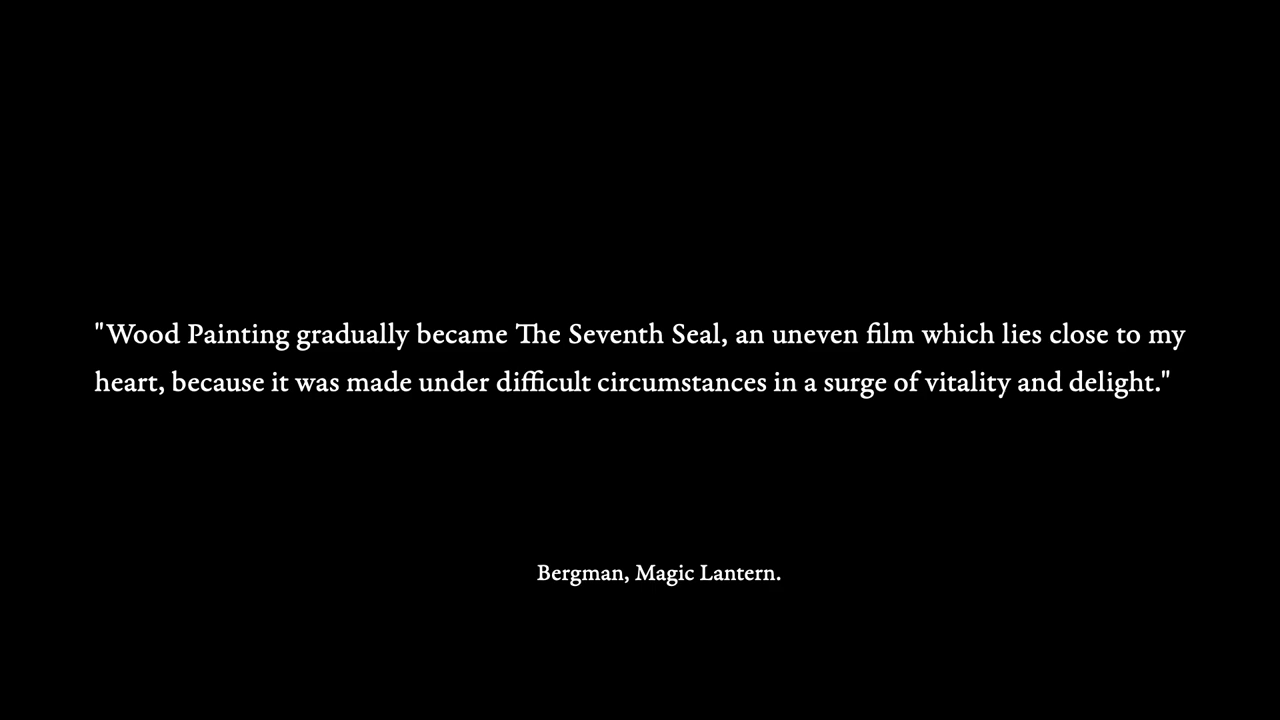 "Wood Painting gradually became The Seventh Seal, an uneven film which lies close to my
heart, because it was made under difficult circumstances in a surge of vitality and delight."
Bergman, Magic Lantern.